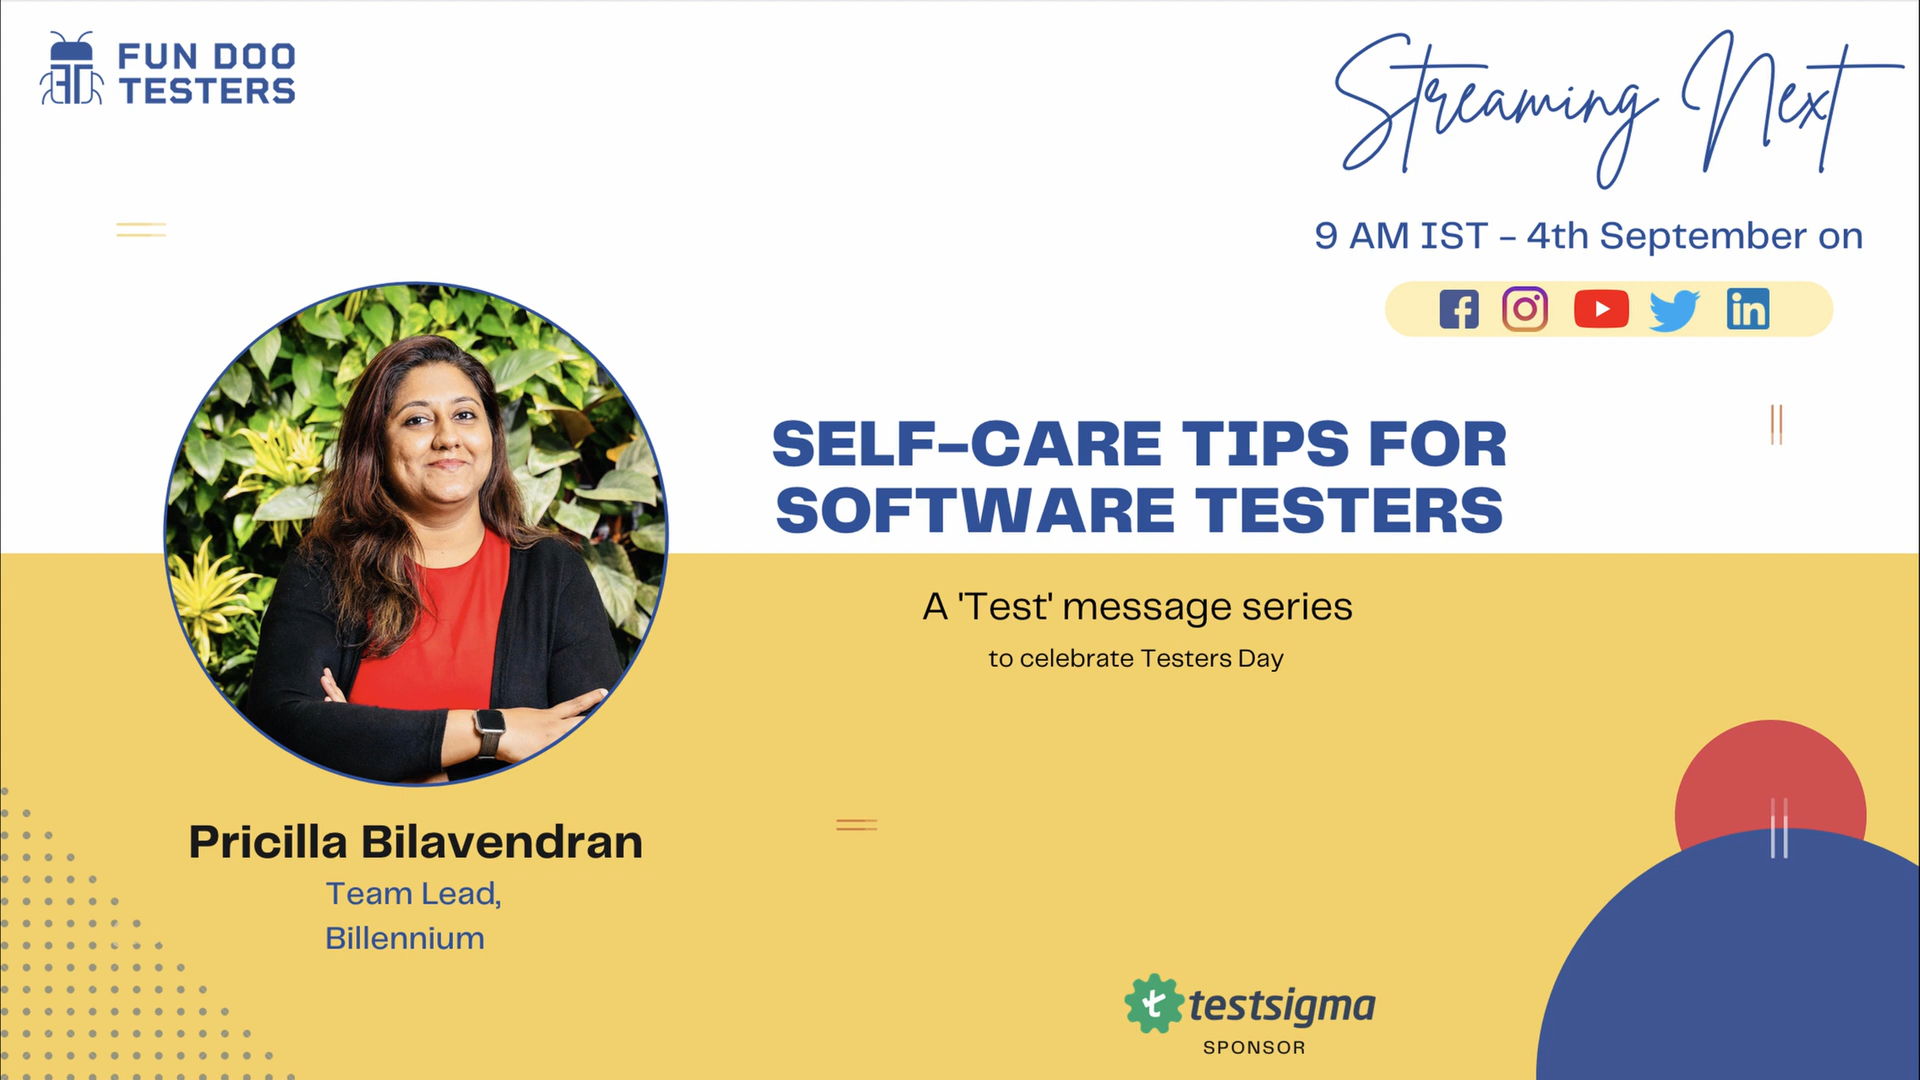 FUN DOO
TESTERS
Streaming Next
9 AM IST - 4th September on
SELF-CARE TIPS FOR
SOFTWARE TESTERS
A 'Test' message series
to celebrate Testers Day
Pricilla Bilavendran
Team Lead,
Billennium
testsigma
SPONSOR